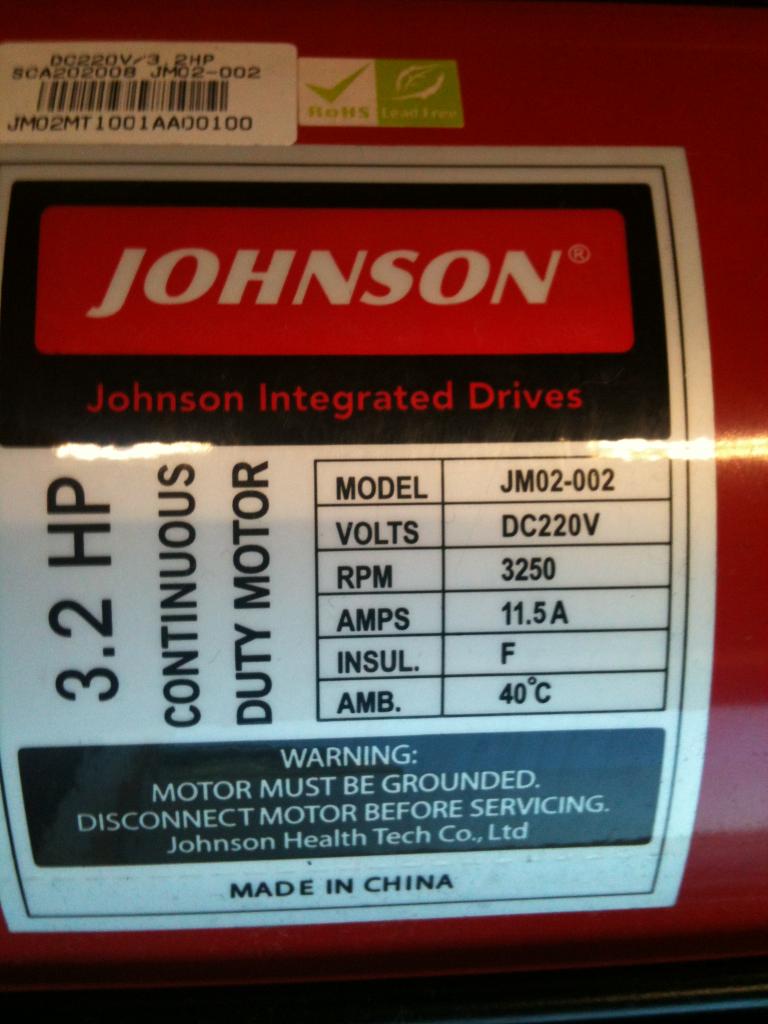 DC220V/3.2HP
SCA202008 JM02-002
JM02MT1001AA00100
RoHS
Lead Free
JOHNSON®
Johnson Integrated Drives
3.2 HP
CONTINUOUS
DUTY MOTOR
MODEL JM02-002
VOLTS DC220V
RPM 3250
AMPS 11.5A
INSUL. F
AMB. 40°C
WARNING:
MOTOR MUST BE GROUNDED.
DISCONNECT MOTOR BEFORE SERVICING.
Johnson Health Tech Co., Ltd
MADE IN CHINA